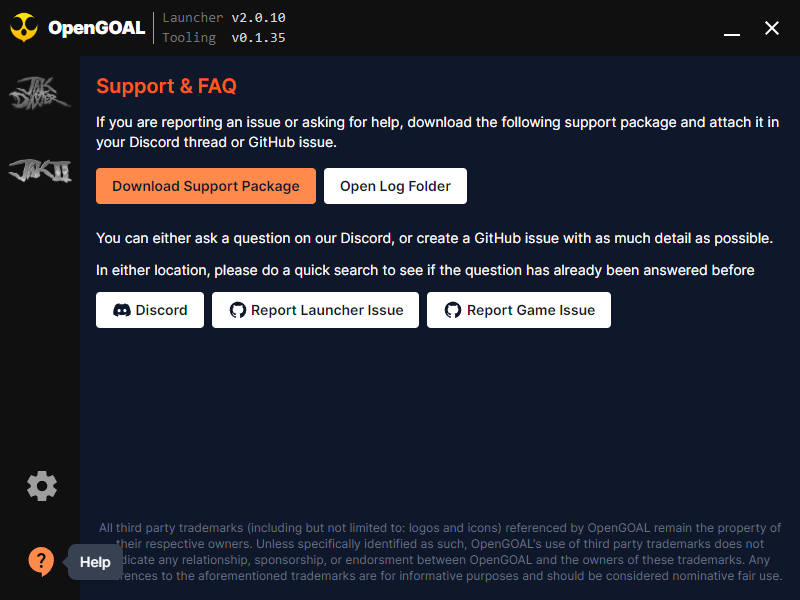 OpenGOAL
Launcher v2.0.10
Tooling v0.1.35
JAK
DAXTER
JAK II
Support & FAQ
If you are reporting an issue or asking for help, download the following support package and attach it in
your Discord thread or GitHub issue.
Download Support Package
Open Log Folder
You can either ask a question on our Discord, or create a GitHub issue with as much detail as possible.
In either location, please do a quick search to see if the question has already been answered before
Discord
Report Launcher Issue
Report Game Issue
All third party trademarks (including but not limited to: logos and icons) referenced by OpenGOAL remain the property of
their respective owners. Unless specifically identified as such, OpenGOAL's use of third party trademarks does not
any relationship, sponsorship, or endorsment between OpenGOAL and the owners of these trademarks. Any
to the aforementioned trademarks are for informative purposes and should be considered nominative fair use.
?
Help